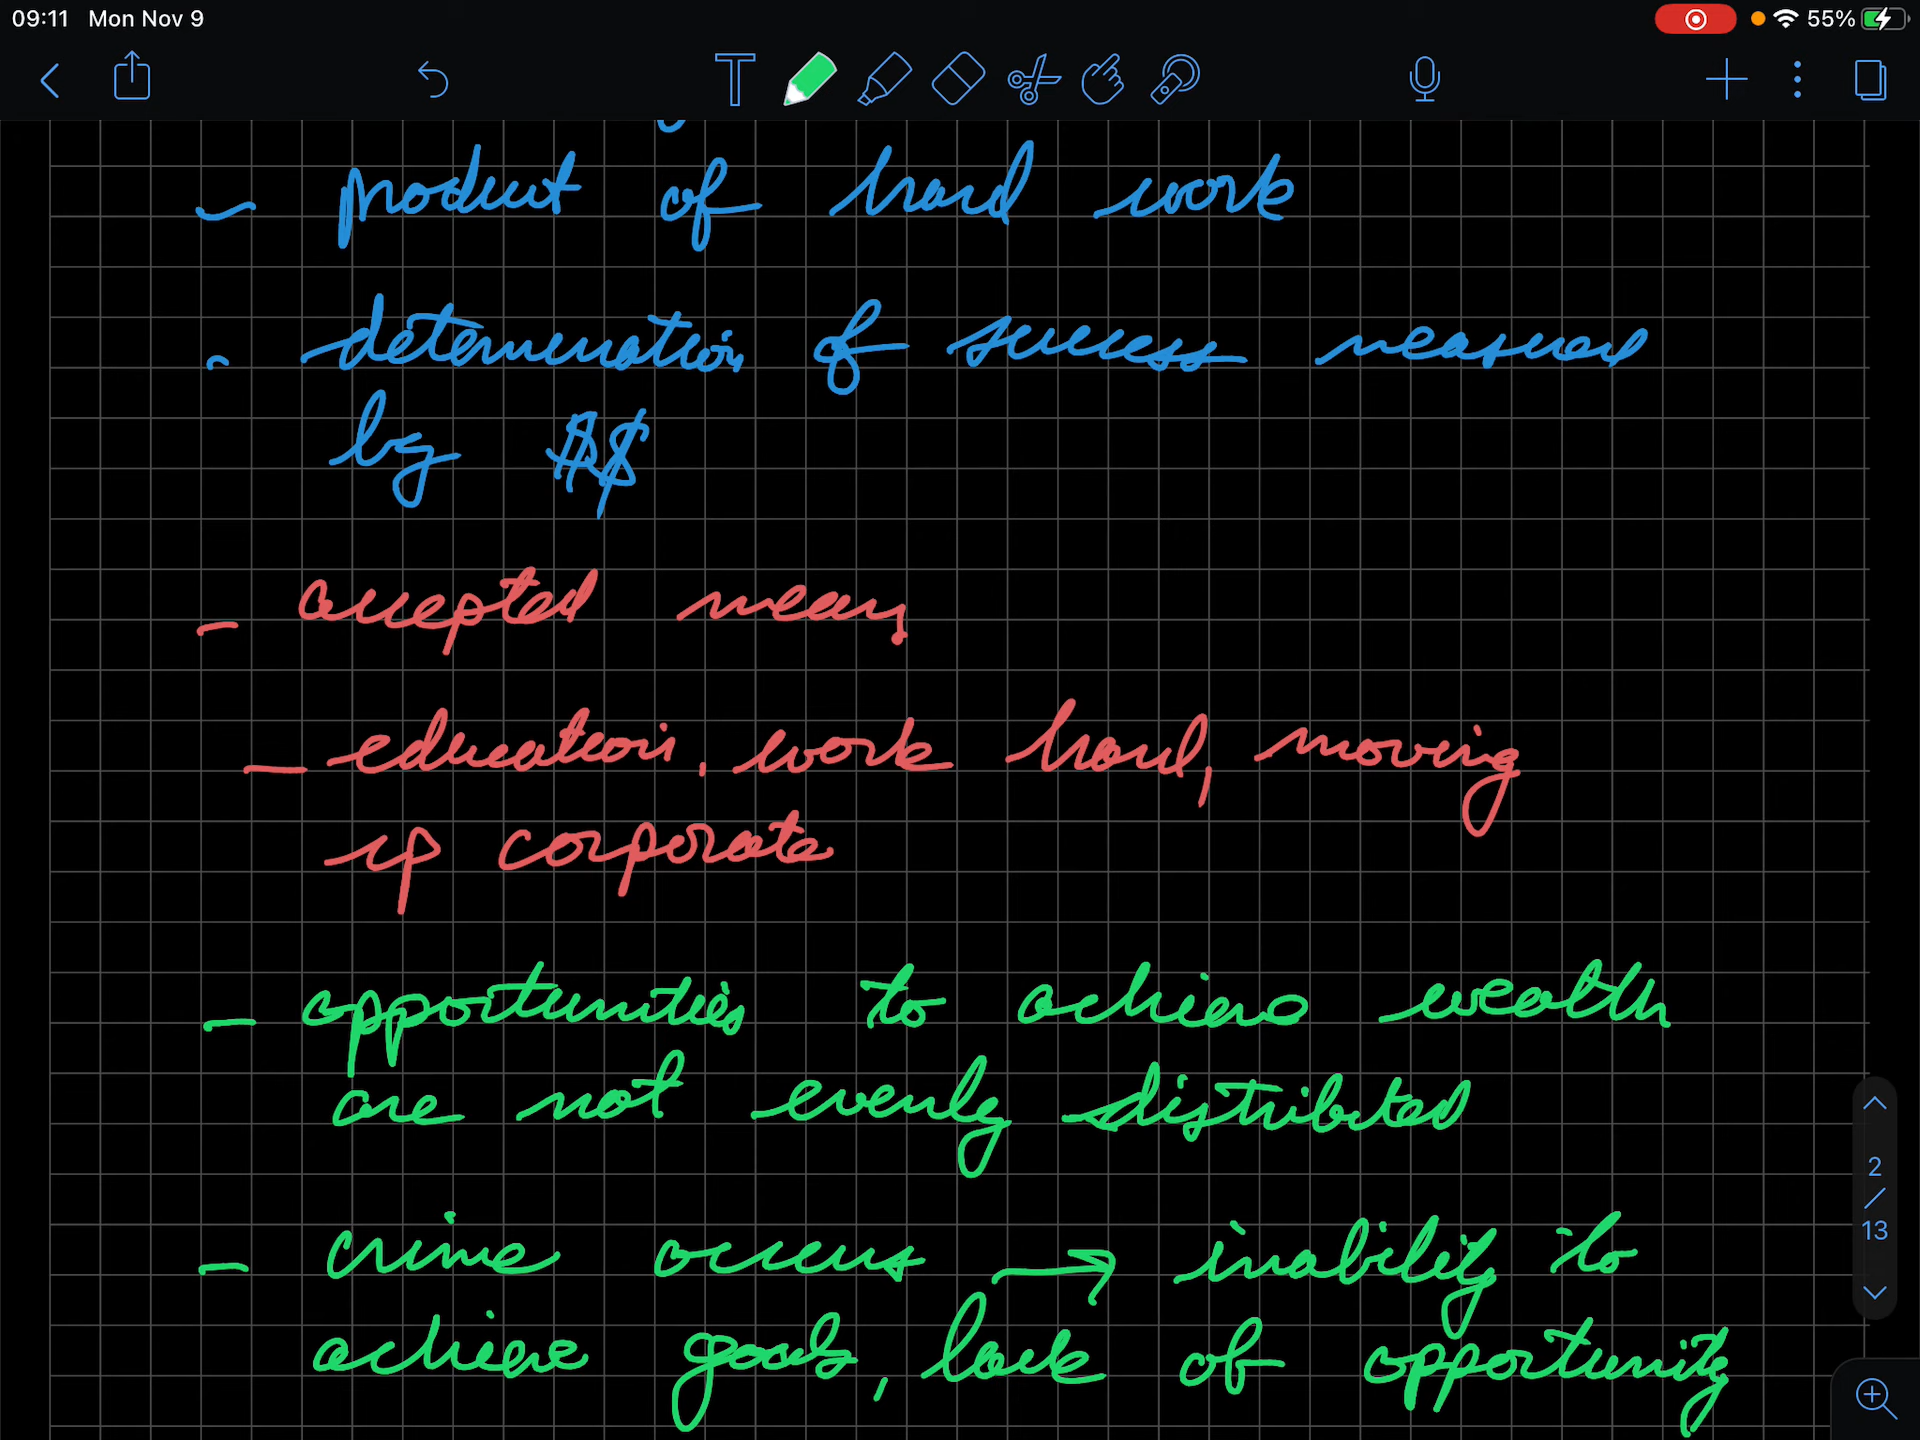 09:11 Mon Nov 9
55%
T
- product of hard work
- determination of success measured
by $$
- accepted means
- education, work hard, moving
up corporate
- opportunities to achieve wealth
are not evenly distributed
- crime occurs → inability to
achieve goals, lack of opportunity
2
/
13